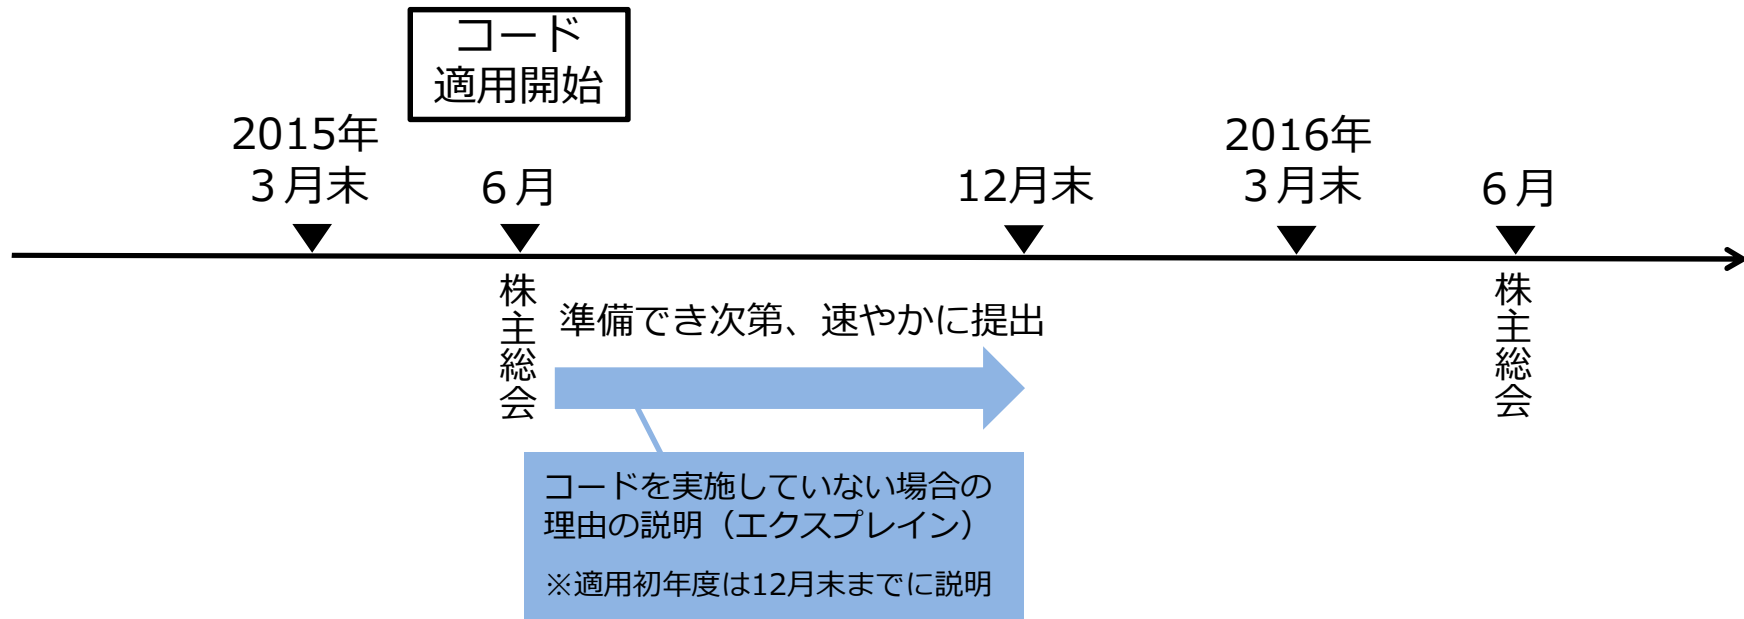 コード
適用開始
2015年
３月末
６月
12月末
2016年
３月末
６月
株主総会
準備でき次第、速やかに提出
株主総会
コードを実施していない場合の
理由の説明（エクスプレイン）
※適用初年度は12月末までに説明